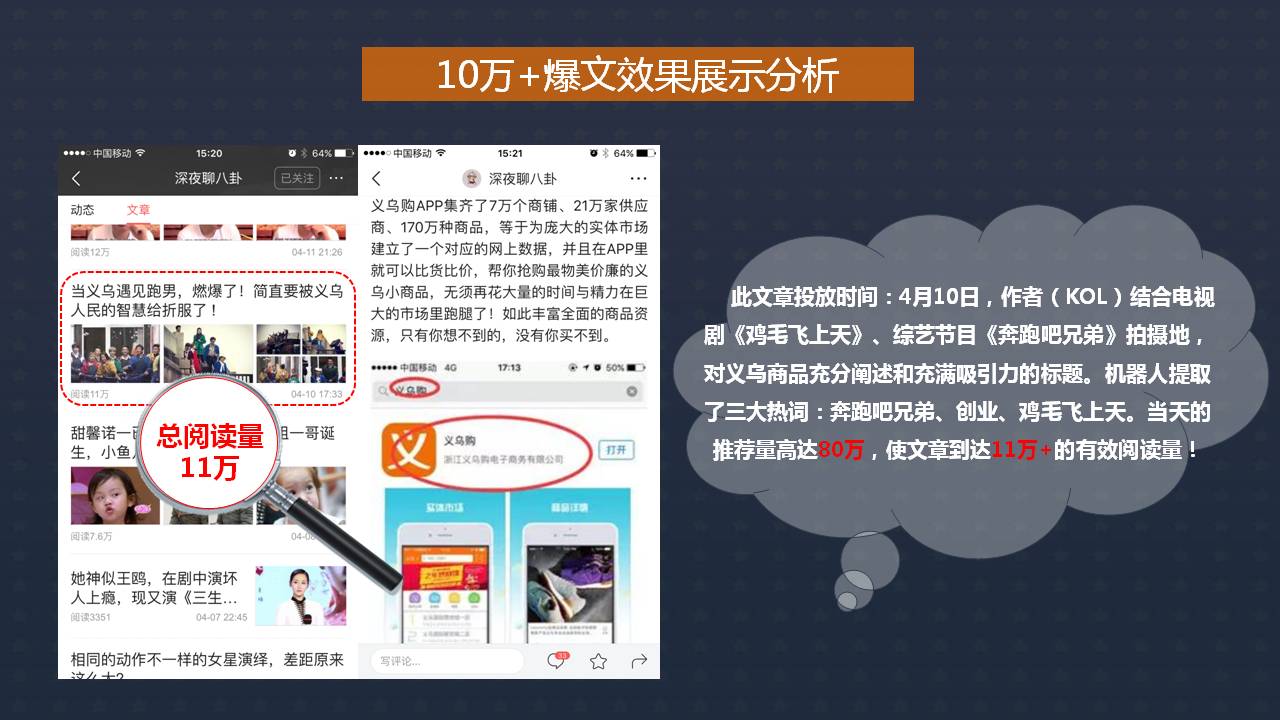 10万+爆文效果展示分析
中国移动 15:20 64%
深夜聊八卦 已关注
动态 文章
阅读12万 04-11 21:26
当义乌遇见跑男，燃爆了！简直要被义乌
人民的智慧给折服了！
阅读11万 04-10 17:33
总阅读量
11万
甜馨诺一 姐一哥诞
生，小鱼
阅读7.6万 04-08
她神似王鸥，在剧中演坏
人上瘾，现又演《三生...
阅读3351 04-07 22:45
相同的动作不一样的女星演绎，差距原来
这么大?
中国移动 15:21 64%
深夜聊八卦
义乌购APP集齐了7万个商铺、21万家供应
商、170万种商品，等于为庞大的实体市场
建立了一个对应的网上数据，并且在APP里
就可以比货比价，帮你抢购最物美价廉的义
乌小商品，无须再花大量的时间与精力在巨
大的市场里跑腿了！如此丰富全面的商品资
源，只有你想不到的，没有你买不到。
中国移动 4G 17:13 50%
义乌购
义
义乌购
浙江义乌购电子商务有限公司
打开
实体市场 商品详情
写评论... 33
此文章投放时间：4月10日，作者（KOL）结合电视
剧《鸡毛飞上天》、综艺节目《奔跑吧兄弟》拍摄地，
对义乌商品充分阐述和充满吸引力的标题。机器人提取
了三大热词：奔跑吧兄弟、创业、鸡毛飞上天。当天的
推荐量高达80万，使文章到达11万+的有效阅读量！